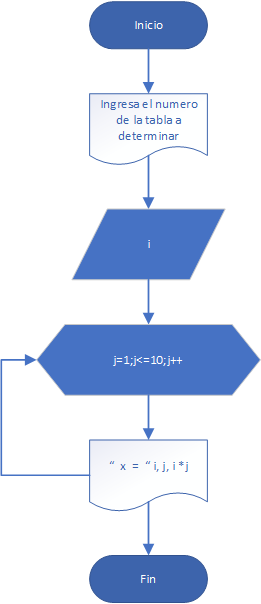 Inicio
Ingresa el numero
de la tabla a
determinar
i
j=1;j<=10;j++
“ x = “ i, j, i *j
Fin